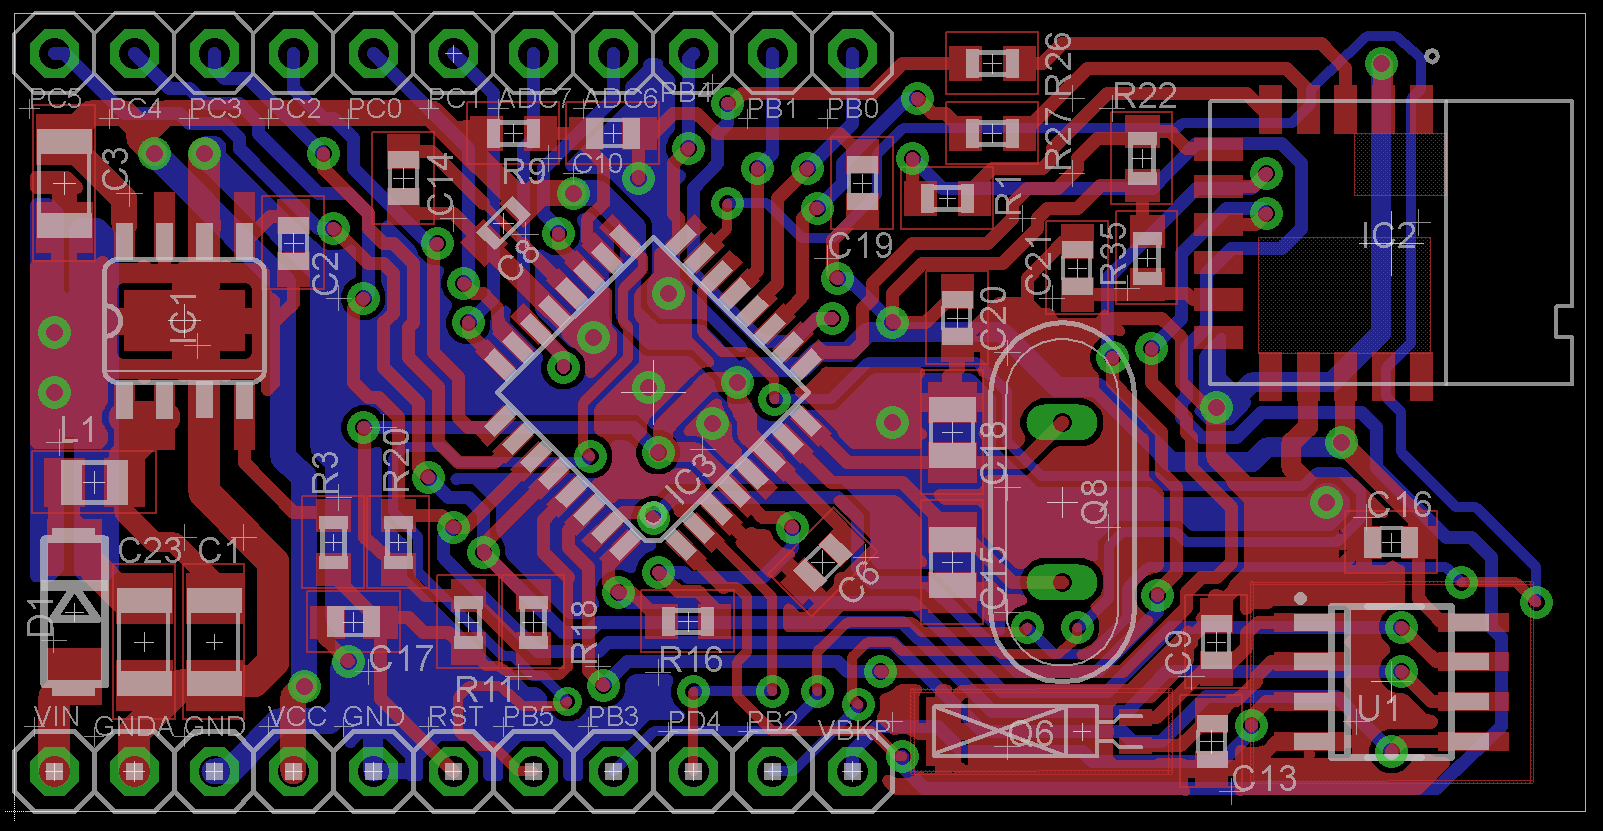 PC5 PC4 PC3 PC2 PC0 PC1 ADC7 ADC6 PB4 PB1 PB0
R26
R22
R27
C3
C14
R9
C10
R1
C19
C8
C2
C21
R35
IC2
IC1
C20
L1
R3
R20
IC3
C18
Q8
C16
C23
C1
C15
C6
D1
R18
C17
R16
C9
R11
U1
VIN GNDA GND VCC GND RST PB5 PB3 PD4 PB2 VBKP
Q6
C13